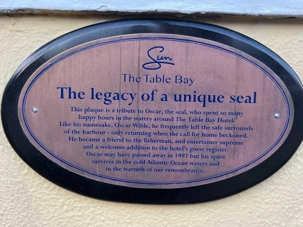 Sun
The Table Bay
The legacy of a unique seal
This plaque is a tribute to Oscar, the seal, who spent so many
happy hours in the waters around The Table Bay Hotel.
Like his namesake, Oscar Wilde, he frequently left the safe surrounds
of the harbour - only returning when the call for home beckoned.
He became a friend to the fisherman, and entertainer supreme
and a welcome addition to the hotel's guest register.
Oscar may have passed away in 1997 but his spirit
survives in the cold Atlantic Ocean waters and
in the warmth of our remembrance.